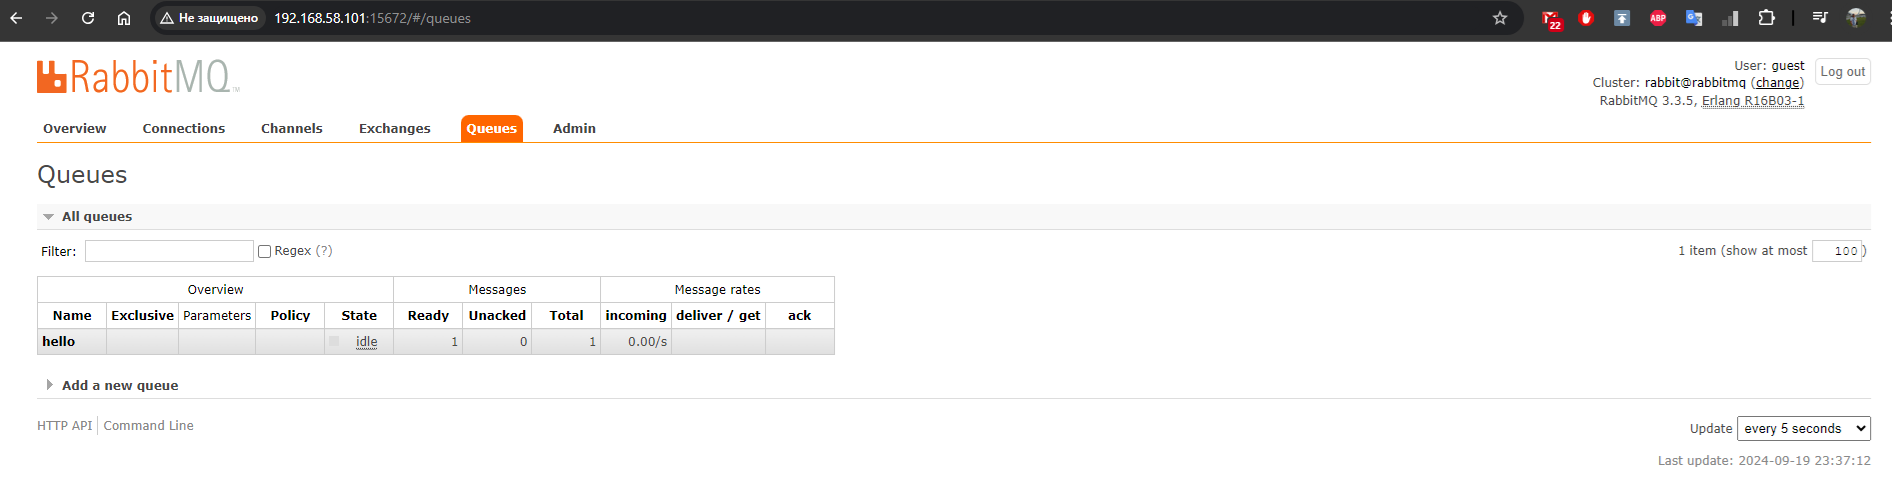 Не защищено 192.168.58.101:15672/#/queues
22
ABP
RabbitMQ™
User: guest
Log out
Cluster: rabbit@rabbitmq (change)
RabbitMQ 3.3.5, Erlang R16B03-1
Overview Connections Channels Exchanges Queues Admin
Queues
All queues
Filter: Regex (?) 1 item (show at most 100)
Overview Messages Message rates
Name Exclusive Parameters Policy State Ready Unacked Total incoming deliver / get ack
hello idle 1 0 1 0.00/s
Add a new queue
HTTP API Command Line
Update every 5 seconds
Last update: 2024-09-19 23:37:12